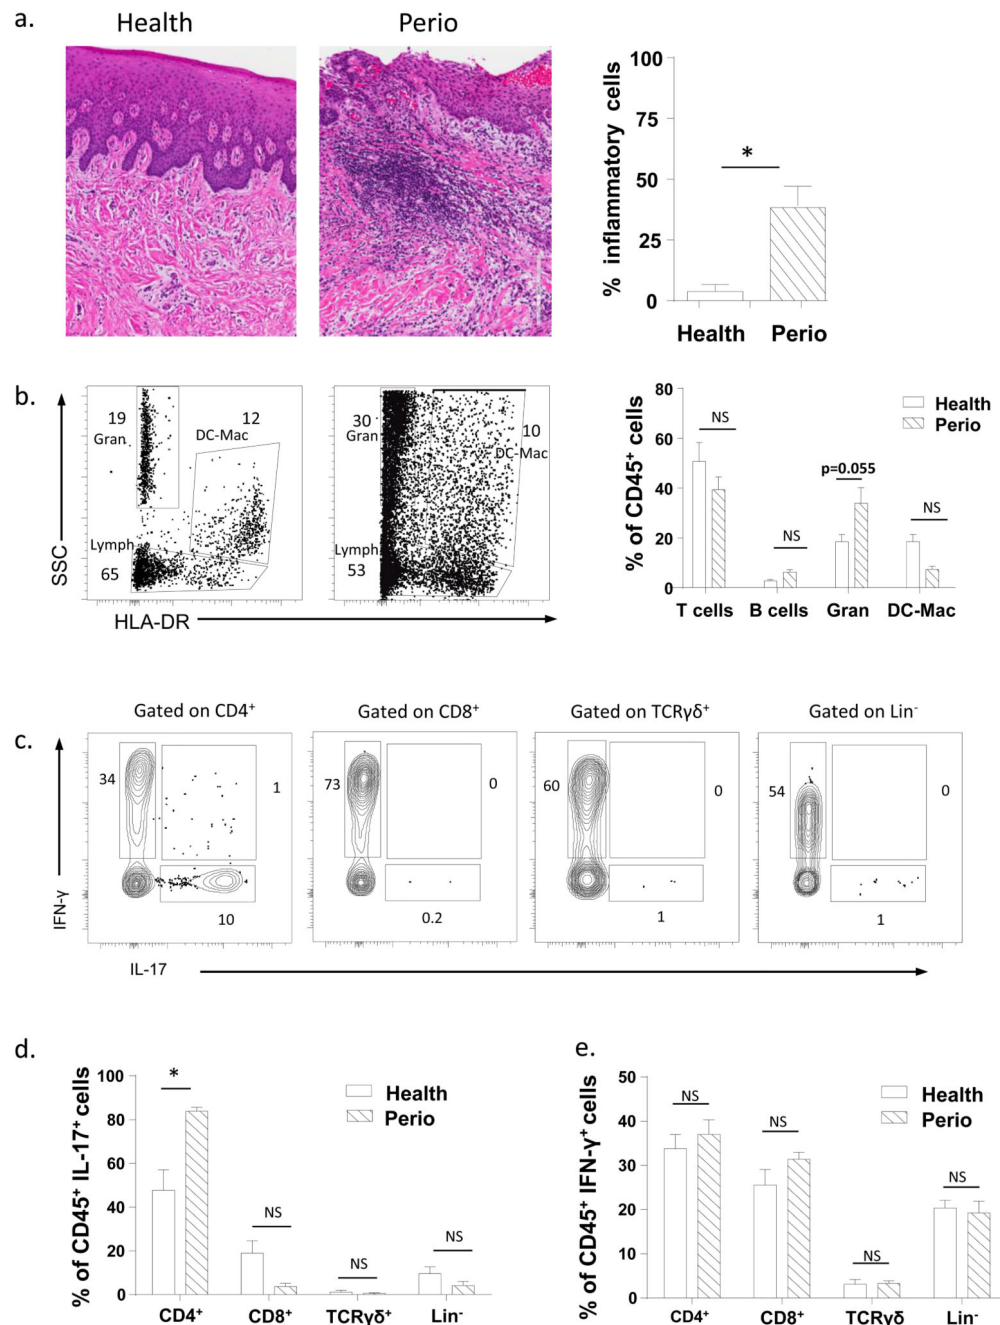 a.
Health
Perio
% inflammatory cells
100
75
50
25
0
*
Health
Perio
b.
SSC
19
Gran
12
DC-Mac
Lymph
65
30
Gran
10
DC-Mac
Lymph
53
HLA-DR
% of CD45⁺ cells
80
60
40
20
0
NS
NS
p=0.055
NS
Health
Perio
T cells
B cells
Gran
DC-Mac
c.
Gated on CD4⁺
Gated on CD8⁺
Gated on TCRγδ⁺
Gated on Lin⁻
IFN-γ
34
1
10
73
0
0.2
60
0
1
54
0
1
IL-17
d.
% of CD45⁺ IL-17⁺ cells
100
80
60
40
20
0
*
NS
NS
NS
Health
Perio
CD4⁺
CD8⁺
TCRγδ⁺
Lin⁻
e.
% of CD45⁺ IFN-γ⁺ cells
50
40
30
20
10
0
NS
NS
NS
NS
Health
Perio
CD4⁺
CD8⁺
TCRγδ
Lin⁻